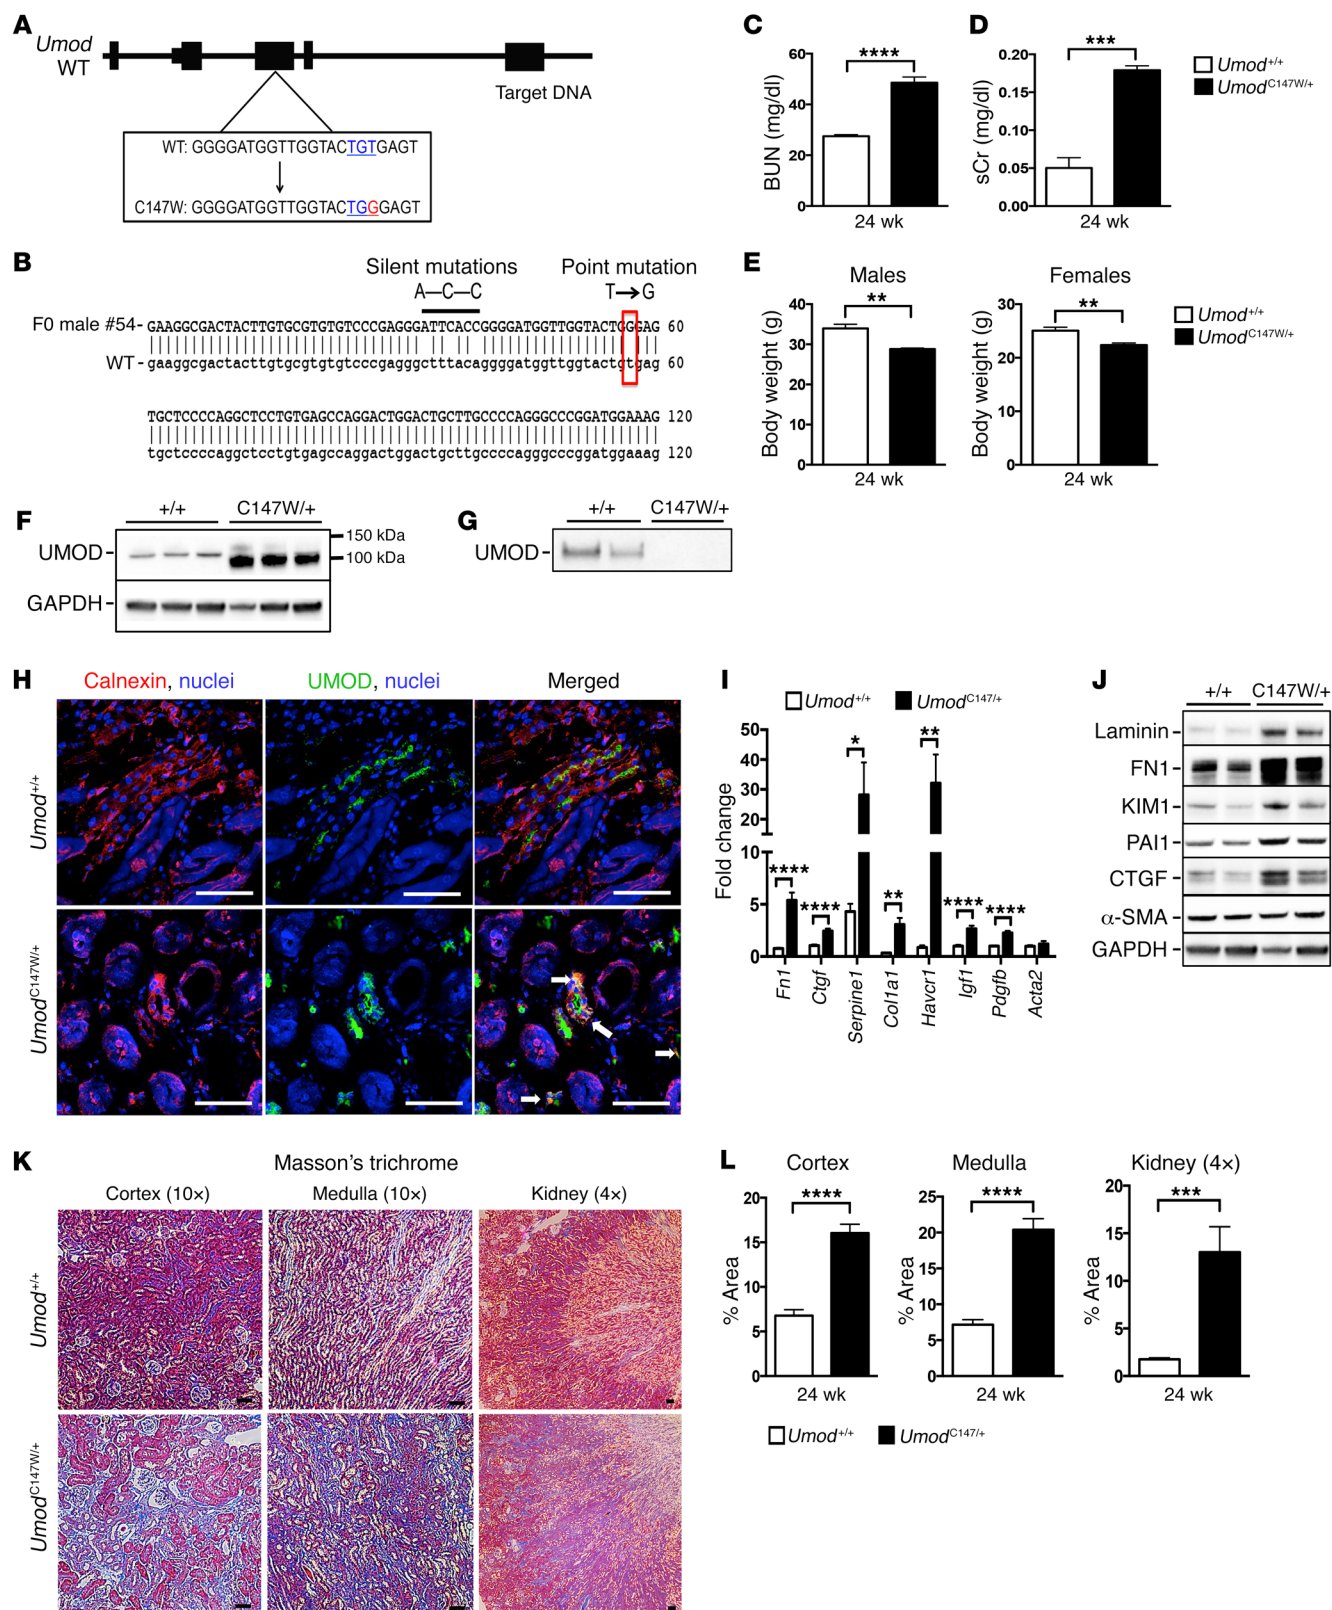 A
Umod
WT
Target DNA
WT: GGGGATGGTTGGTACTGTGAGT
C147W: GGGGATGGTTGGTACTGGGAGT
B
Silent mutations
A—C—C
Point mutation
T→G
F0 male #54- GAAGGCGACTACTTGTGCGTGTGTCCCGAGGGATTCACCGGGGATGGTTGGTACTGGGAG 60
WT- gaaggcgactacttgtgcgtgtgtcccgagggctttacaggggatggttggtactgtgag 60
TGCTCCCCAGGCTCCTGTGAGCCAGGACTGGACTGCTTGCCCCAGGGCCCGGATGGAAAG 120
tgctccccaggctcctgtgagccaggactggactgcttgccccagggcccggatggaaag 120
C
BUN (mg/dl)
60
40
20
0
****
24 wk
D
sCr (mg/dl)
0.20
0.15
0.10
0.05
0.00
***
24 wk
Umod+/+
UmodC147W/+
E
Males
Body weight (g)
40
30
20
10
0
**
24 wk
Females
Body weight (g)
30
20
10
0
**
24 wk
Umod+/+
UmodC147W/+
F
+/+ C147W/+
UMOD
GAPDH
150 kDa
100 kDa
G
+/+ C147W/+
UMOD
H
Calnexin, nuclei
UMOD, nuclei
Merged
Umod+/+
UmodC147W/+
I
Umod+/+
UmodC147/+
Fold change
50
40
30
20
10
5
0
****
****
*
**
**
****
****
Fn1
Ctgf
Serpine1
Col1a1
Havcr1
Igf1
Pdgfb
Acta2
J
+/+ C147W/+
Laminin
FN1
KIM1
PAI1
CTGF
α-SMA
GAPDH
K
Masson's trichrome
Cortex (10×)
Medulla (10×)
Kidney (4×)
Umod+/+
UmodC147W/+
L
Cortex
% Area
20
15
10
5
0
****
24 wk
Medulla
% Area
25
20
15
10
5
0
****
24 wk
Kidney (4×)
% Area
20
15
10
5
0
***
24 wk
Umod+/+
UmodC147/+